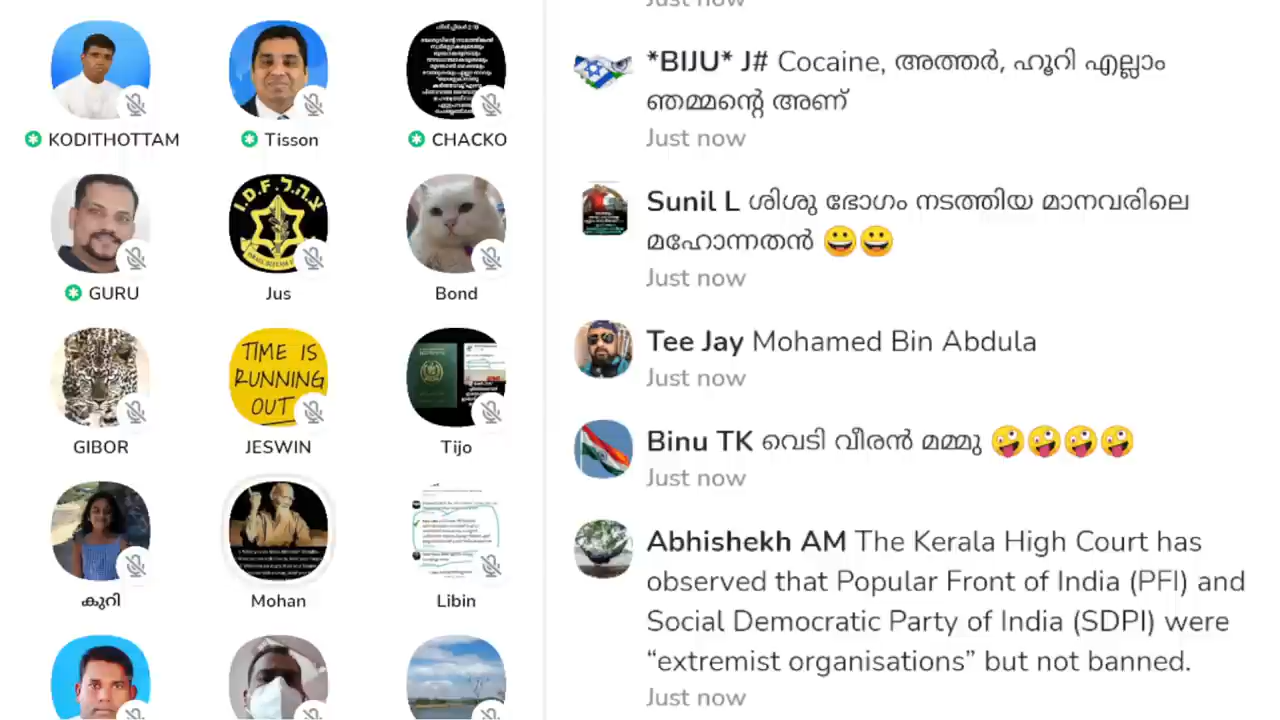 KODITHOTTAM
Tisson
CHACKO
I.D.F. צ.ה.ל.
GURU
Jus
Bond
TIME IS
RUNNING
OUT
GIBOR
JESWIN
Tijo
കുറി
Mohan
Libin
Just now
*BIJU* J# Cocaine, അത്തർ, ഹൂറി എല്ലാം
ഞമ്മന്റെ അണ്
Just now
Sunil L ശിശു ഭോഗം നടത്തിയ മാനവരിലെ
മഹോന്നതൻ 😀😀
Just now
Tee Jay Mohamed Bin Abdula
Just now
Binu TK വെടി വീരൻ മമ്മു 🤪🤪🤪🤪
Just now
Abhishekh AM The Kerala High Court has
observed that Popular Front of India (PFI) and
Social Democratic Party of India (SDPI) were
“extremist organisations” but not banned.
Just now